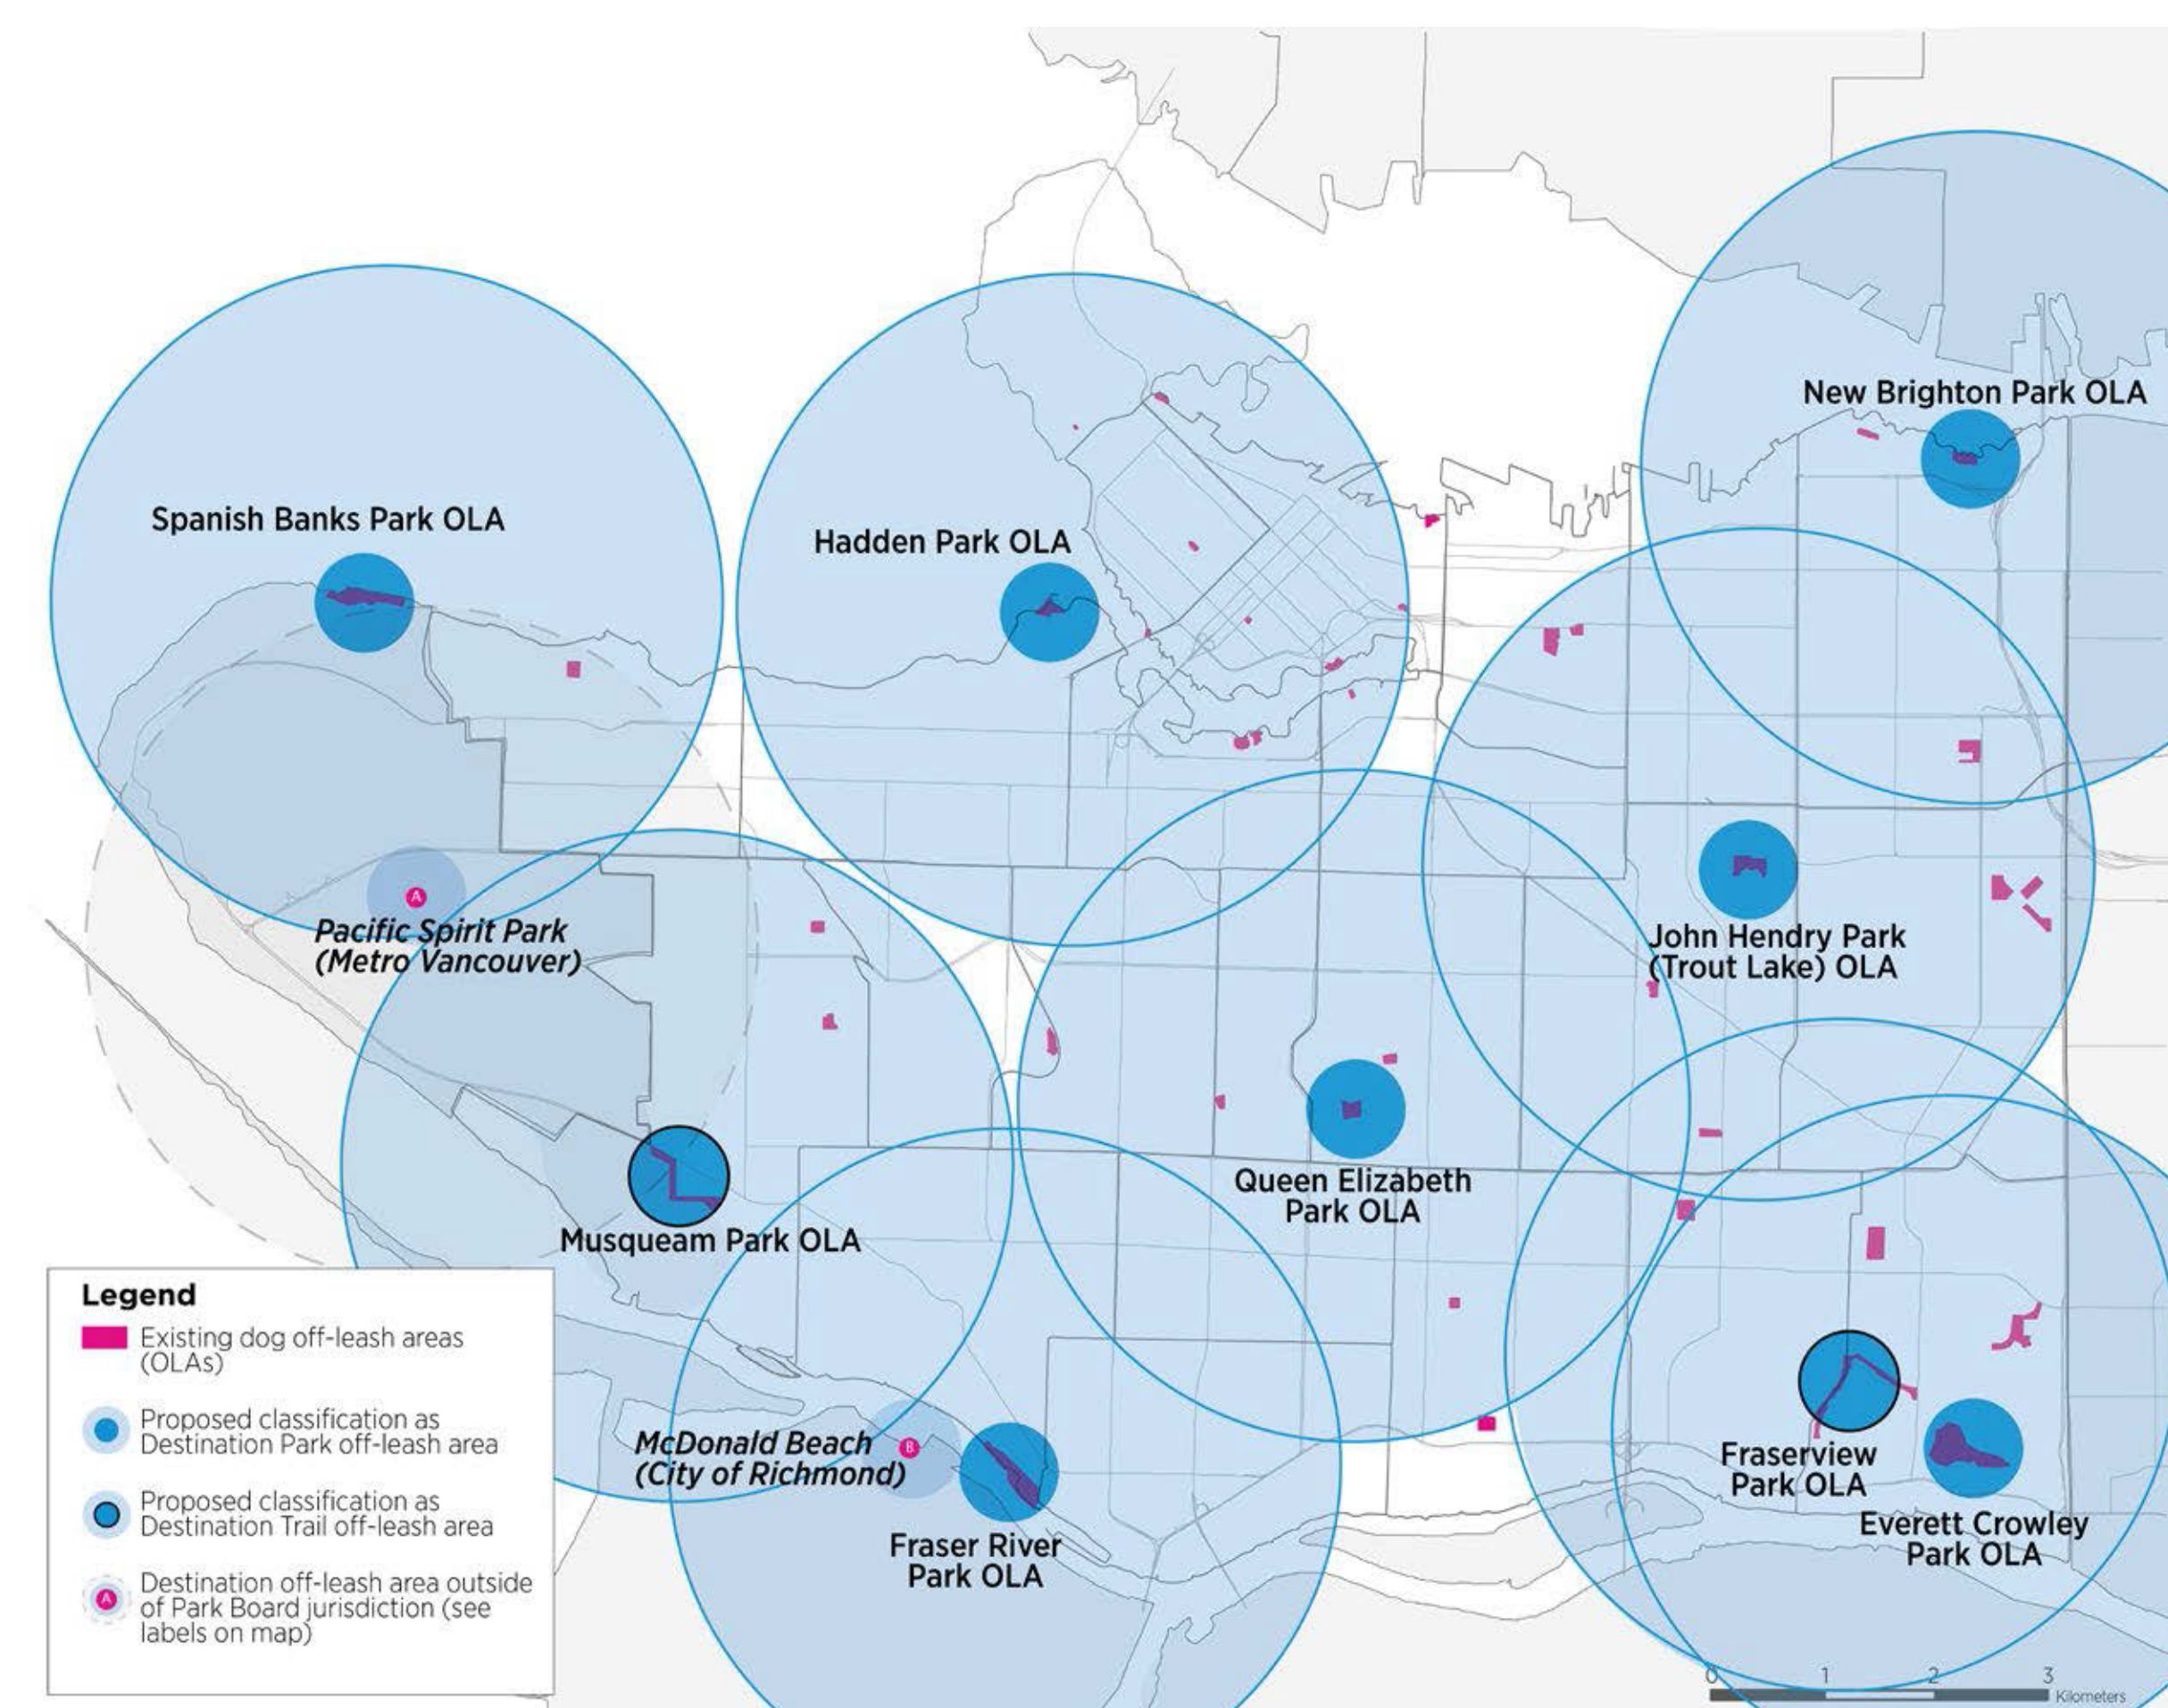 New Brighton Park OLA
Spanish Banks Park OLA
Hadden Park OLA
A
Pacific Spirit Park
(Metro Vancouver)
John Hendry Park
(Trout Lake) OLA
Queen Elizabeth
Park OLA
Musqueam Park OLA
McDonald Beach
(City of Richmond)
B
Fraser River
Park OLA
Fraserview
Park OLA
Everett Crowley
Park OLA
Legend
Existing dog off-leash areas
(OLAs)
Proposed classification as
Destination Park off-leash area
Proposed classification as
Destination Trail off-leash area
A
Destination off-leash area outside
of Park Board jurisdiction (see
labels on map)
0 1 2 3
Kilometers